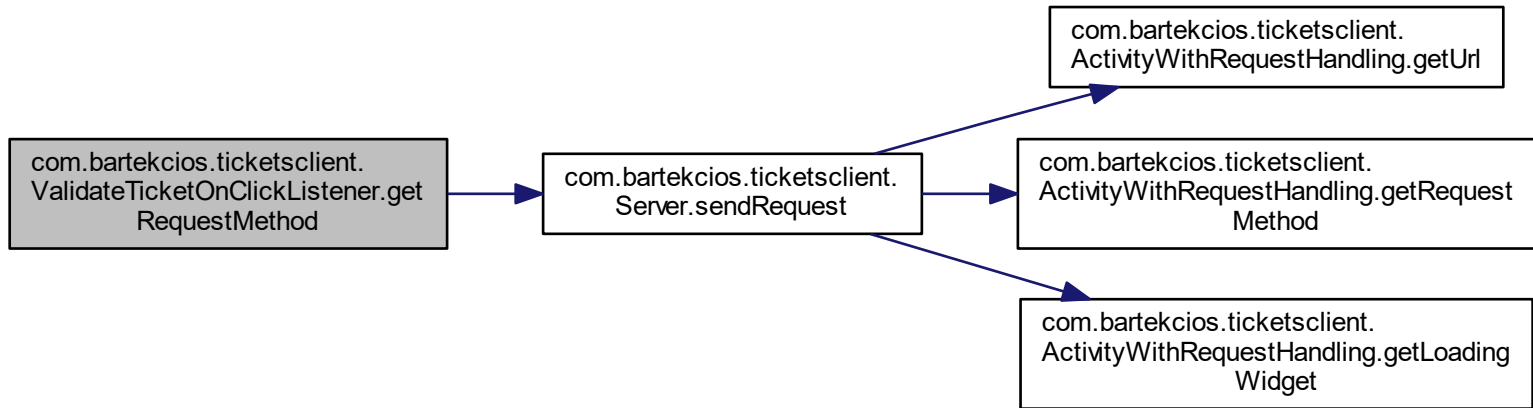 com.bartekcios.ticketsclient.
ValidateTicketOnClickListener.get
RequestMethod
com.bartekcios.ticketsclient.
Server.sendRequest
com.bartekcios.ticketsclient.
ActivityWithRequestHandling.getUrl
com.bartekcios.ticketsclient.
ActivityWithRequestHandling.getRequest
Method
com.bartekcios.ticketsclient.
ActivityWithRequestHandling.getLoading
Widget